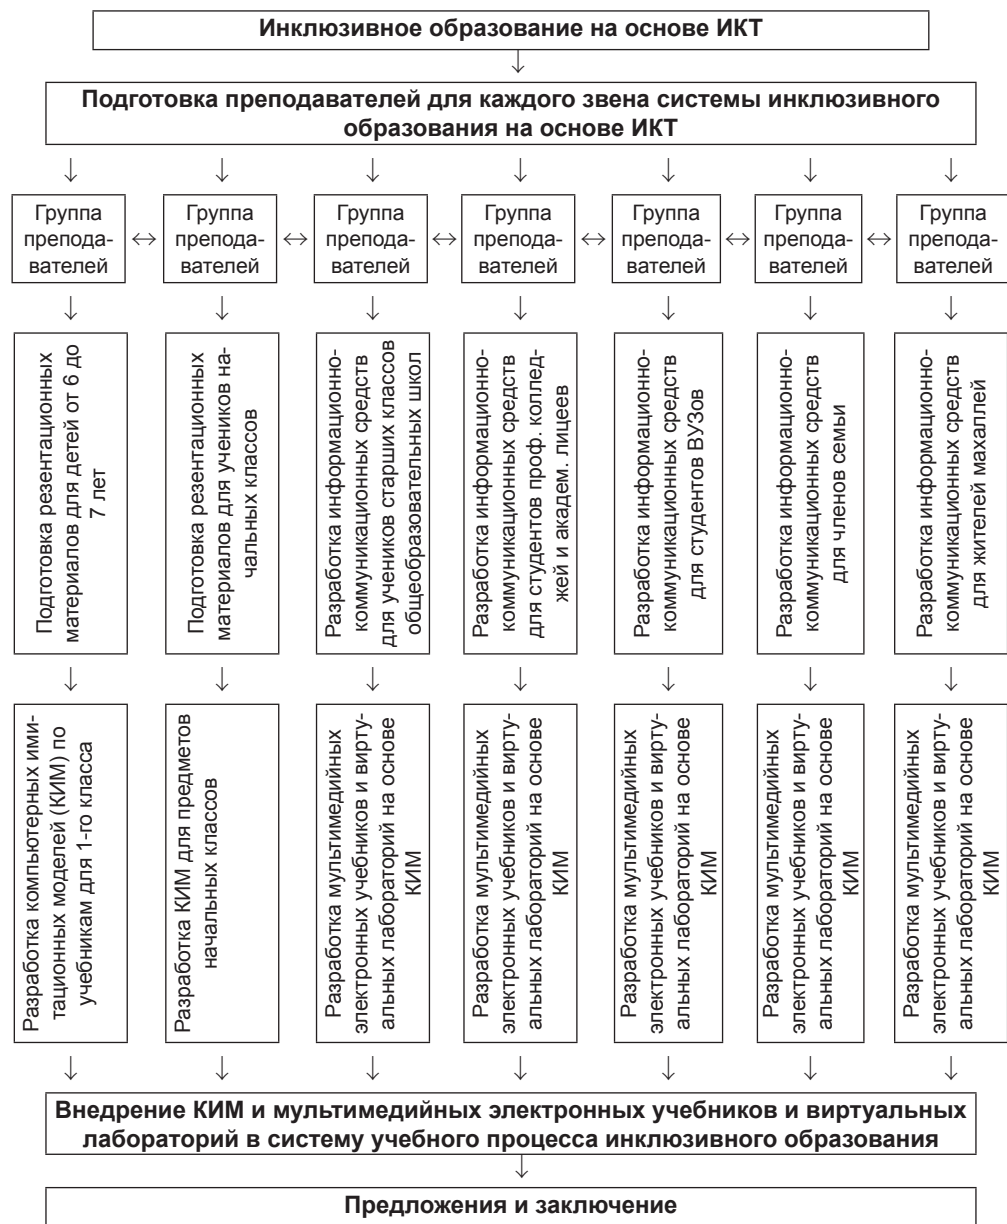 Инклюзивное образование на основе ИКТ
↓
Подготовка преподавателей для каждого звена системы инклюзивного
образования на основе ИКТ
↓ ↓ ↓ ↓ ↓ ↓ ↓
Группа
препода-
вателей
↔
Группа
препода-
вателей
↔
Группа
препода-
вателей
↔
Группа
препода-
вателей
↔
Группа
препода-
вателей
↔
Группа
препода-
вателей
↔
Группа
препода-
вателей
↓ ↓ ↓ ↓ ↓ ↓ ↓
Подготовка резентационных
материалов для детей от 6 до
7 лет
Подготовка резентационных
материалов для учеников на-
чальных классов
Разработка информационно-
коммуникационных средств
для учеников старших классов
общеобразовательных школ
Разработка информационно-
коммуникационных средств
для студентов проф. коллед-
жей и академ. лицеев
Разработка информационно-
коммуникационных средств
для студентов ВУЗов
Разработка информационно-
коммуникационных средств
для членов семьи
Разработка информационно-
коммуникационных средств
для жителей махаллей
↓ ↓ ↓ ↓ ↓ ↓ ↓
Разработка компьютерных ими-
тационных моделей (КИМ) по
учебникам для 1-го класса
Разработка КИМ для предметов
начальных классов
Разработка мультимедийных
электронных учебников и вирту-
альных лабораторий на основе
КИМ
Разработка мультимедийных
электронных учебников и вирту-
альных лабораторий на основе
КИМ
Разработка мультимедийных
электронных учебников и вирту-
альных лабораторий на основе
КИМ
Разработка мультимедийных
электронных учебников и вирту-
альных лабораторий на основе
КИМ
Разработка мультимедийных
электронных учебников и вирту-
альных лабораторий на основе
КИМ
↓ ↓ ↓ ↓ ↓ ↓ ↓
Внедрение КИМ и мультимедийных электронных учебников и виртуальных
лабораторий в систему учебного процесса инклюзивного образования
↓
Предложения и заключение